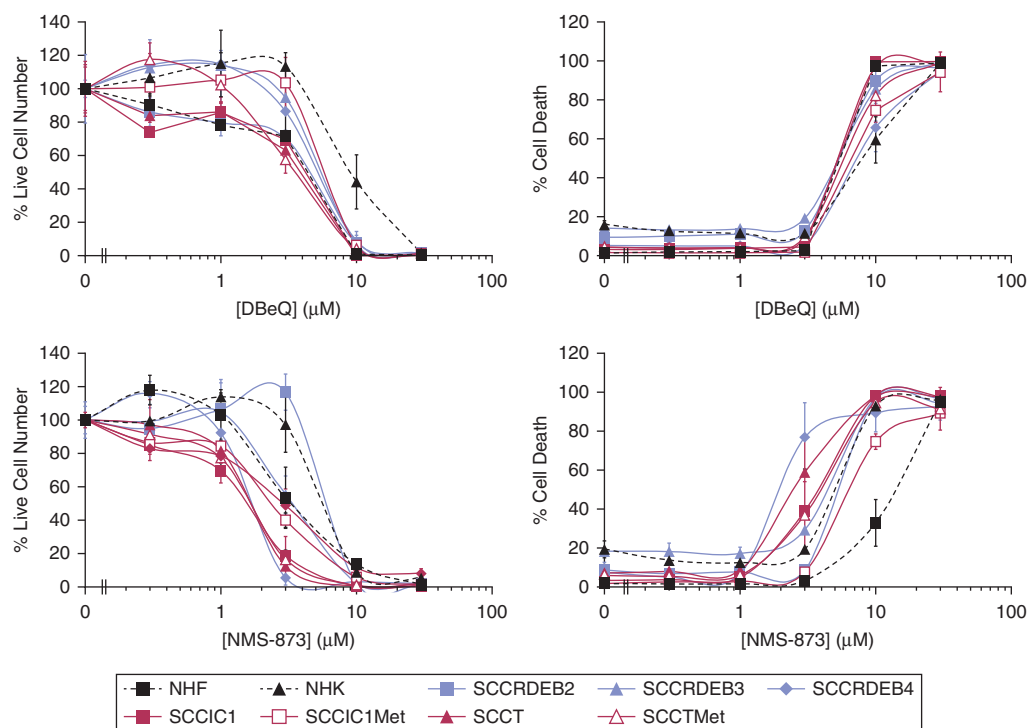 % Live Cell Number
140
120
100
80
60
40
20
0
0 1 10 100
[DBeQ] (μM)
% Cell Death
120
100
80
60
40
20
0
0 1 10 100
[DBeQ] (μM)
% Live Cell Number
140
120
100
80
60
40
20
0
0 1 10 100
[NMS-873] (μM)
% Cell Death
120
100
80
60
40
20
0
0 1 10 100
[NMS-873] (μM)
NHF NHK SCCRDEB2 SCCRDEB3 SCCRDEB4
SCCIC1 SCCIC1Met SCCT SCCTMet